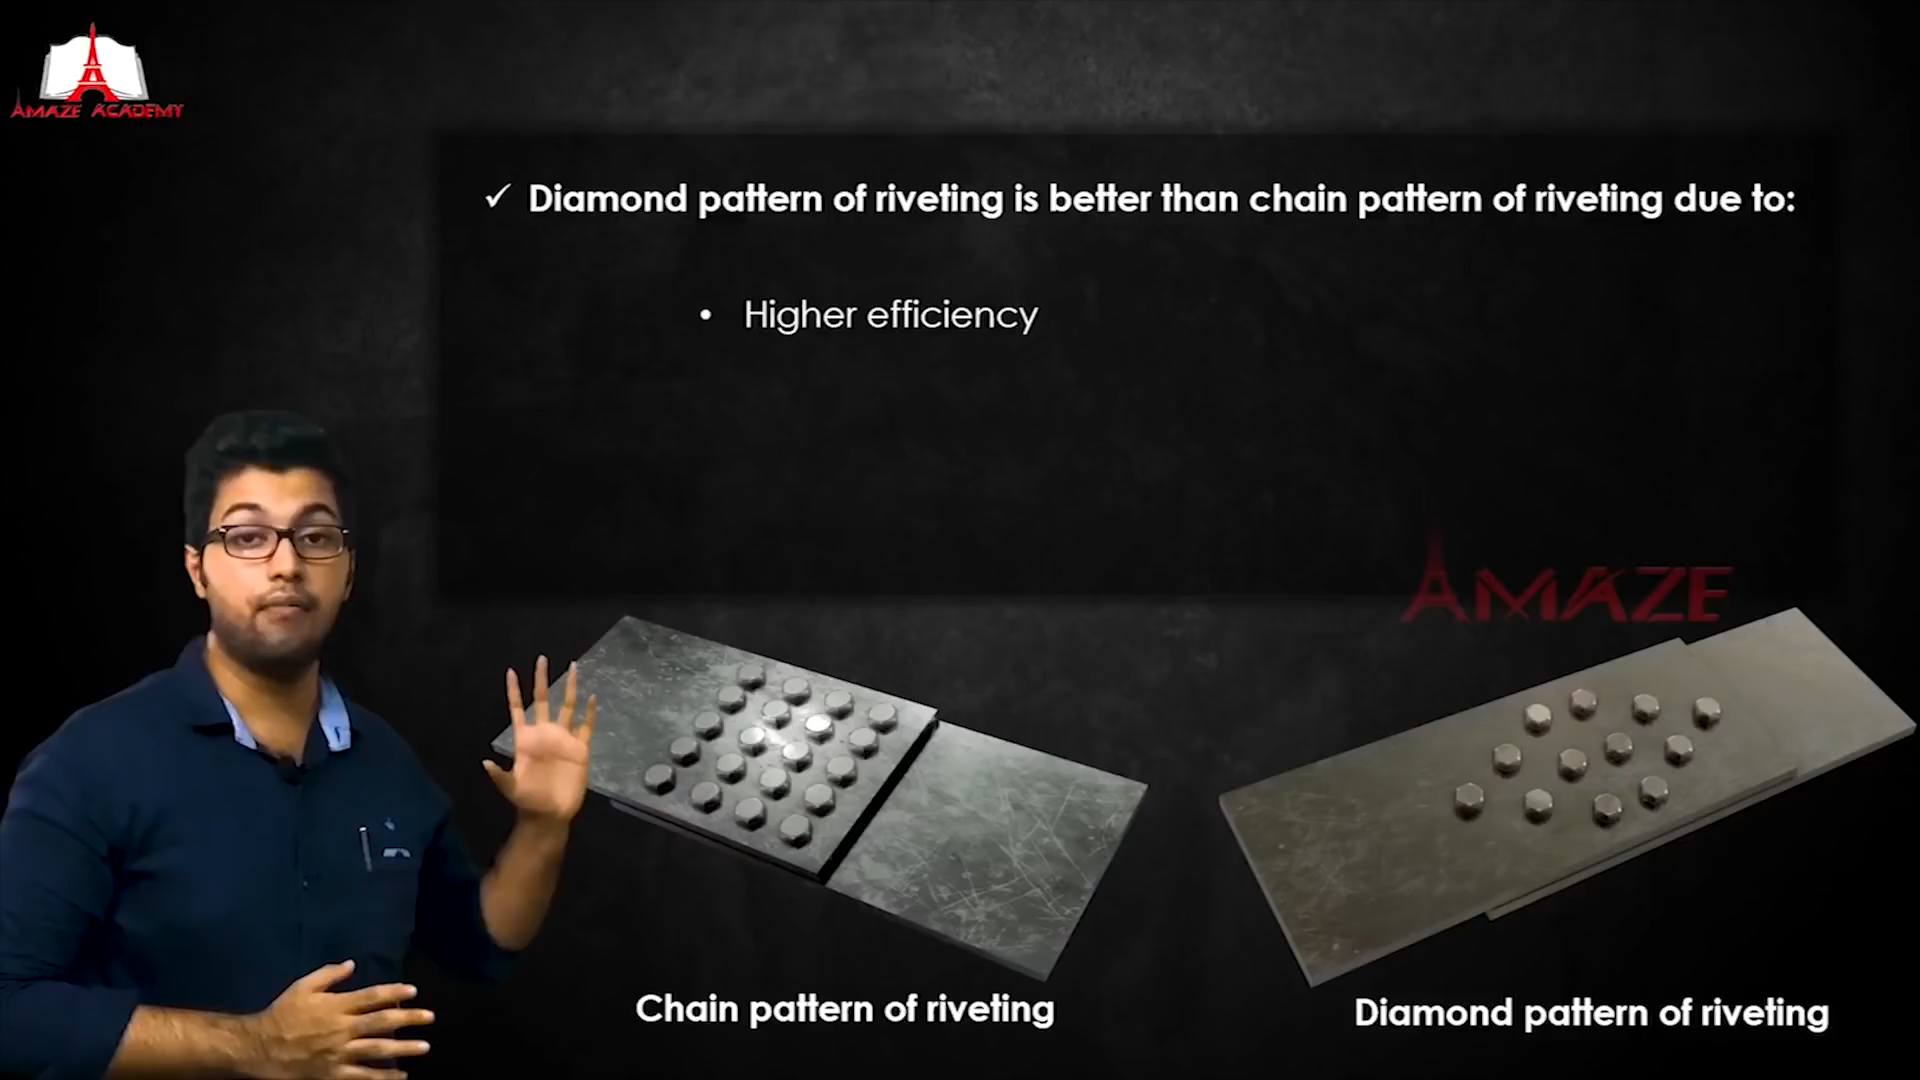 AMAZE ACADEMY
✓ Diamond pattern of riveting is better than chain pattern of riveting due to:
• Higher efficiency
AMAZE
Chain pattern of riveting
Diamond pattern of riveting